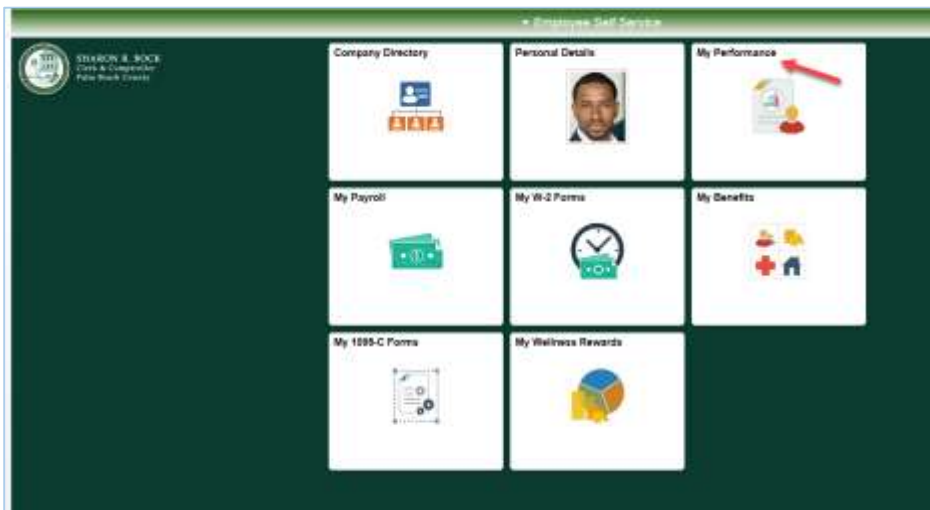 Employee Self Service
SHARON R. BOCK
Clerk & Comptroller
Palm Beach County
Company Directory
Personal Details
My Performance
My Payroll
My W-2 Forms
My Benefits
My 1095-C Forms
My Wellness Rewards